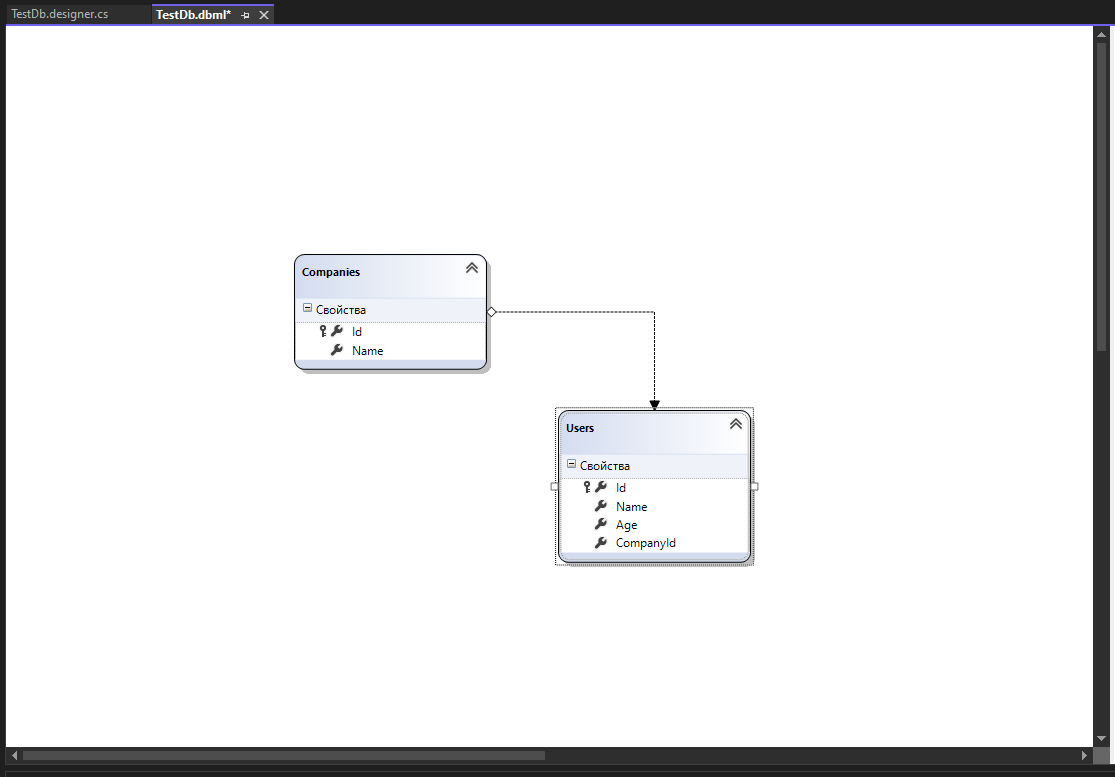 TestDb.designer.cs
TestDb.dbml*
Companies
Свойства
Id
Name
Users
Свойства
Id
Name
Age
CompanyId